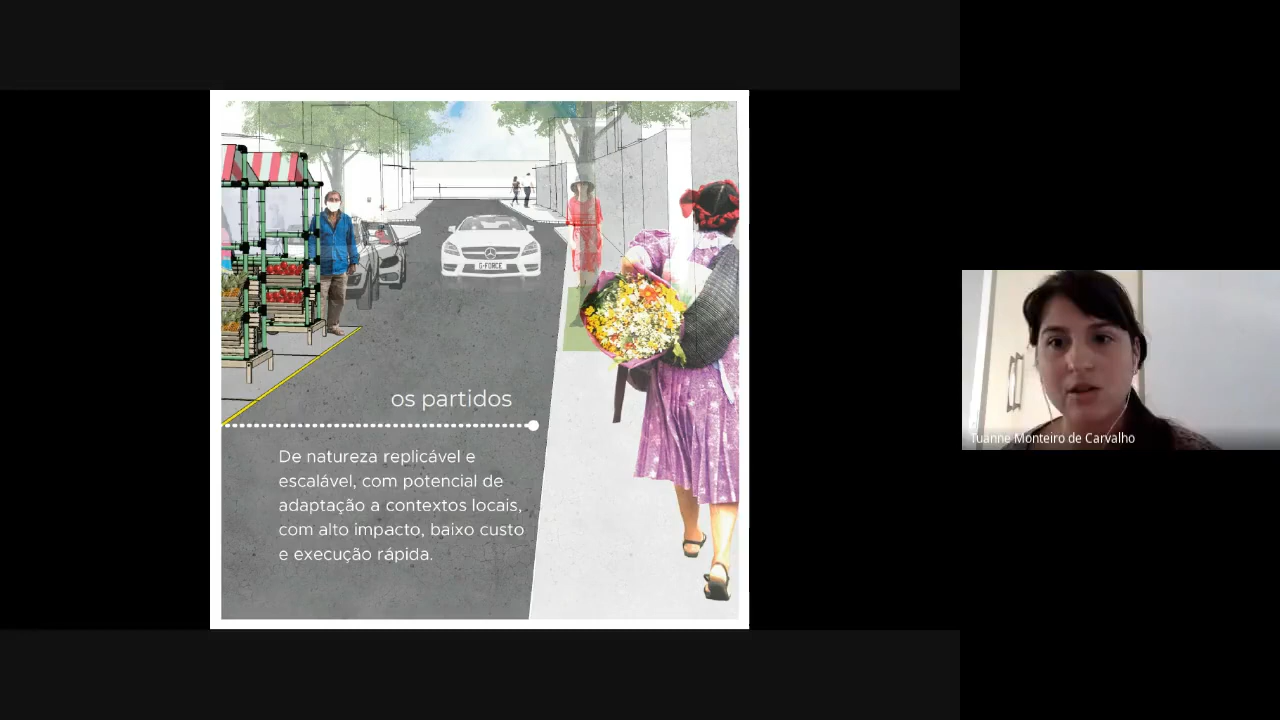 G-FORCE
os partidos
De natureza replicável e
escalável, com potencial de
adaptação a contextos locais,
com alto impacto, baixo custo
e execução rápida.
Tuanne Monteiro de Carvalho